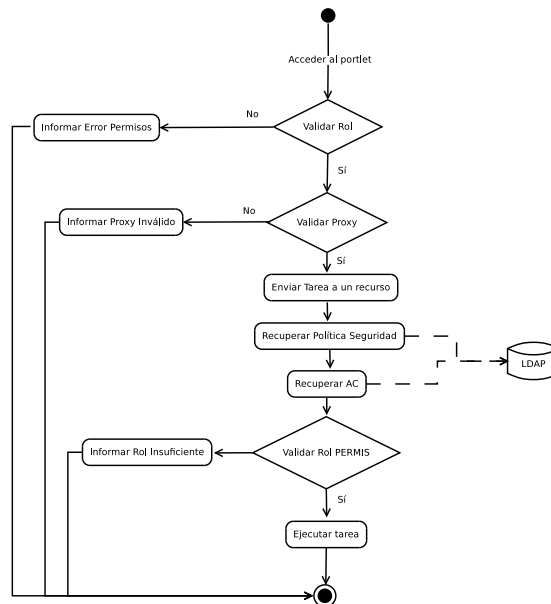 Acceder al portlet
No
Informar Error Permisos
Validar Rol
Sí
No
Informar Proxy Inválido
Validar Proxy
Sí
Enviar Tarea a un recurso
Recuperar Política Seguridad
LDAP
Recuperar AC
Informar Rol Insuficiente
Validar Rol PERMIS
Sí
Ejecutar tarea